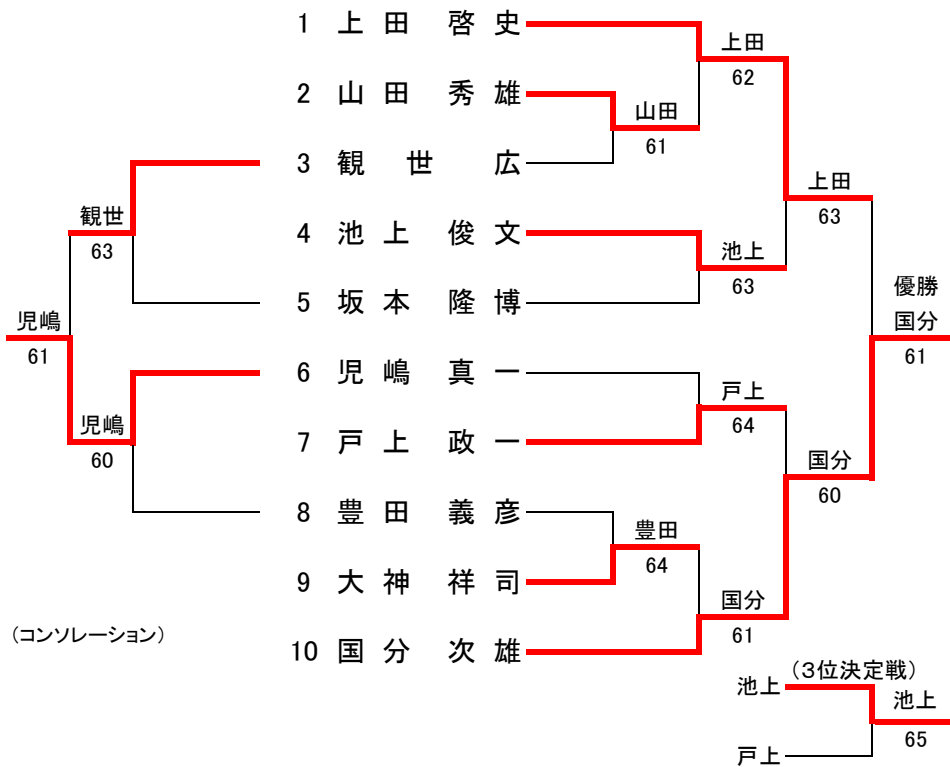 1 上田 啓史
2 山田 秀雄
3 観世 広
4 池上 俊文
5 坂本 隆博
6 児嶋 真一
7 戸上 政一
8 豊田 義彦
9 大神 祥司
10 国分 次雄
山田
61
豊田
64
上田
62
池上
63
戸上
64
国分
61
上田
63
国分
60
優勝
国分
61
観世
63
児嶋
60
児嶋
61
(コンソレーション)
(3位決定戦)
池上
戸上
池上
65